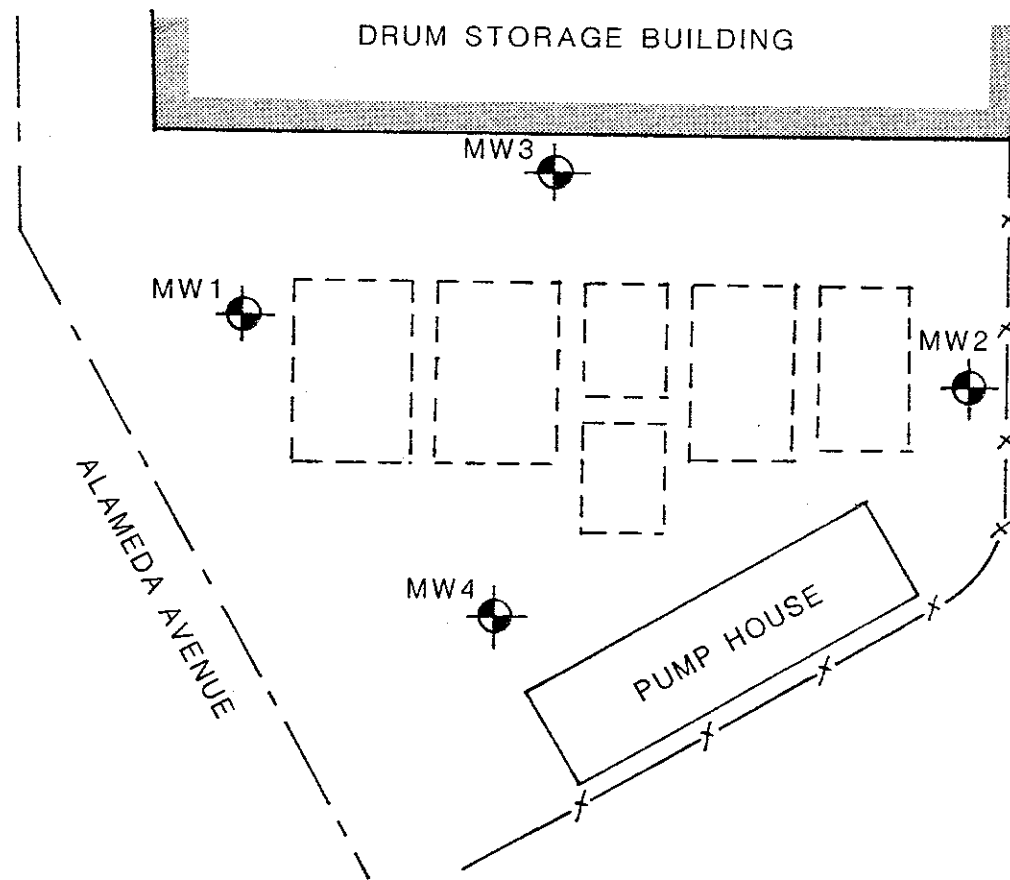 DRUM STORAGE BUILDING
MW3
MW1
MW2
ALAMEDA AVENUE
MW4
PUMP HOUSE